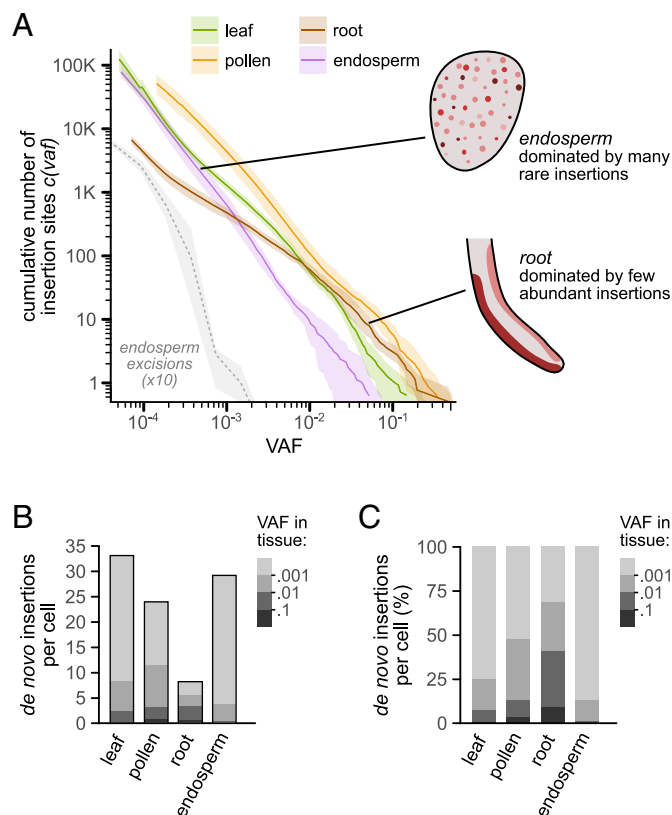 A
leaf
root
pollen
endosperm
100K
10K
1K
100
10
1
cumulative number of
insertion sites c(vaf)
endosperm
excisions
(x10)
10⁻⁴
10⁻³
10⁻²
10⁻¹
VAF
endosperm
dominated by many
rare insertions
root
dominated by few
abundant insertions
B
VAF in
tissue:
.001
.01
.1
35
30
25
20
15
10
5
0
de novo insertions
per cell
leaf
pollen
root
endosperm
C
VAF in
tissue:
.001
.01
.1
100
75
50
25
0
de novo insertions
per cell (%)
leaf
pollen
root
endosperm